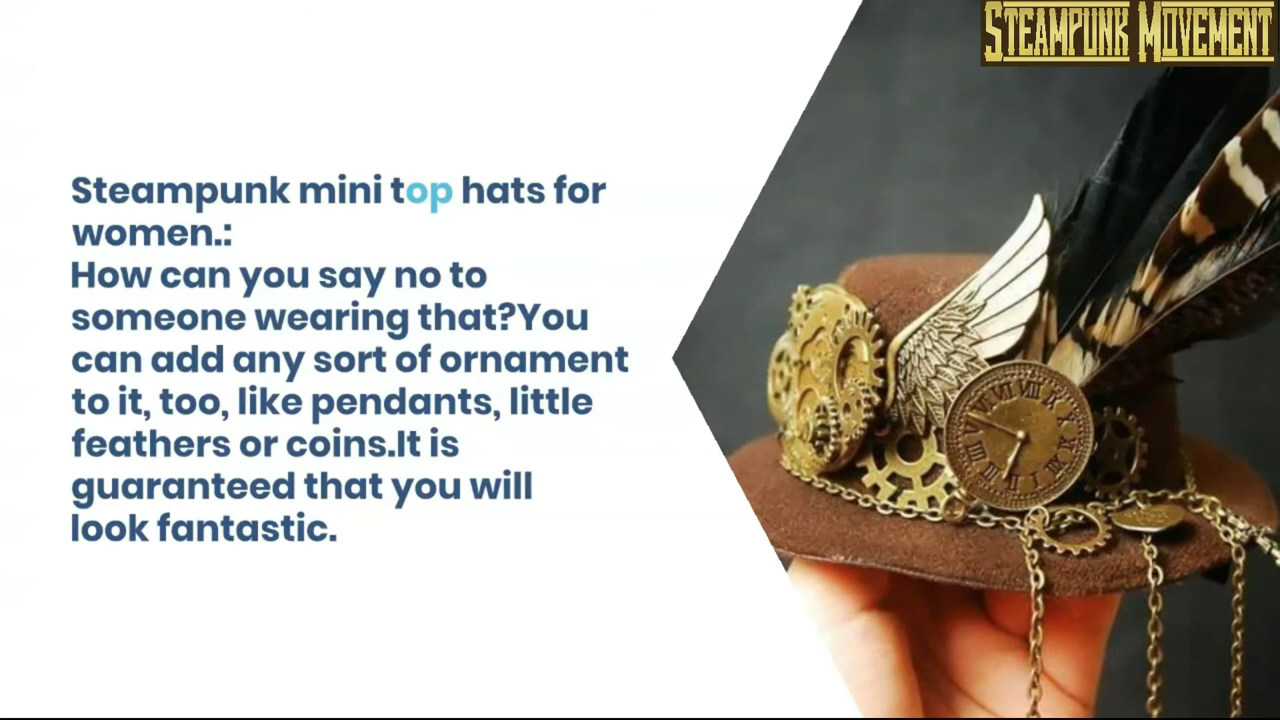 STEAMPUNK MOVEMENT
Steampunk mini top hats for
women.:
How can you say no to
someone wearing that?You
can add any sort of ornament
to it, too, like pendants, little
feathers or coins.It is
guaranteed that you will
look fantastic.